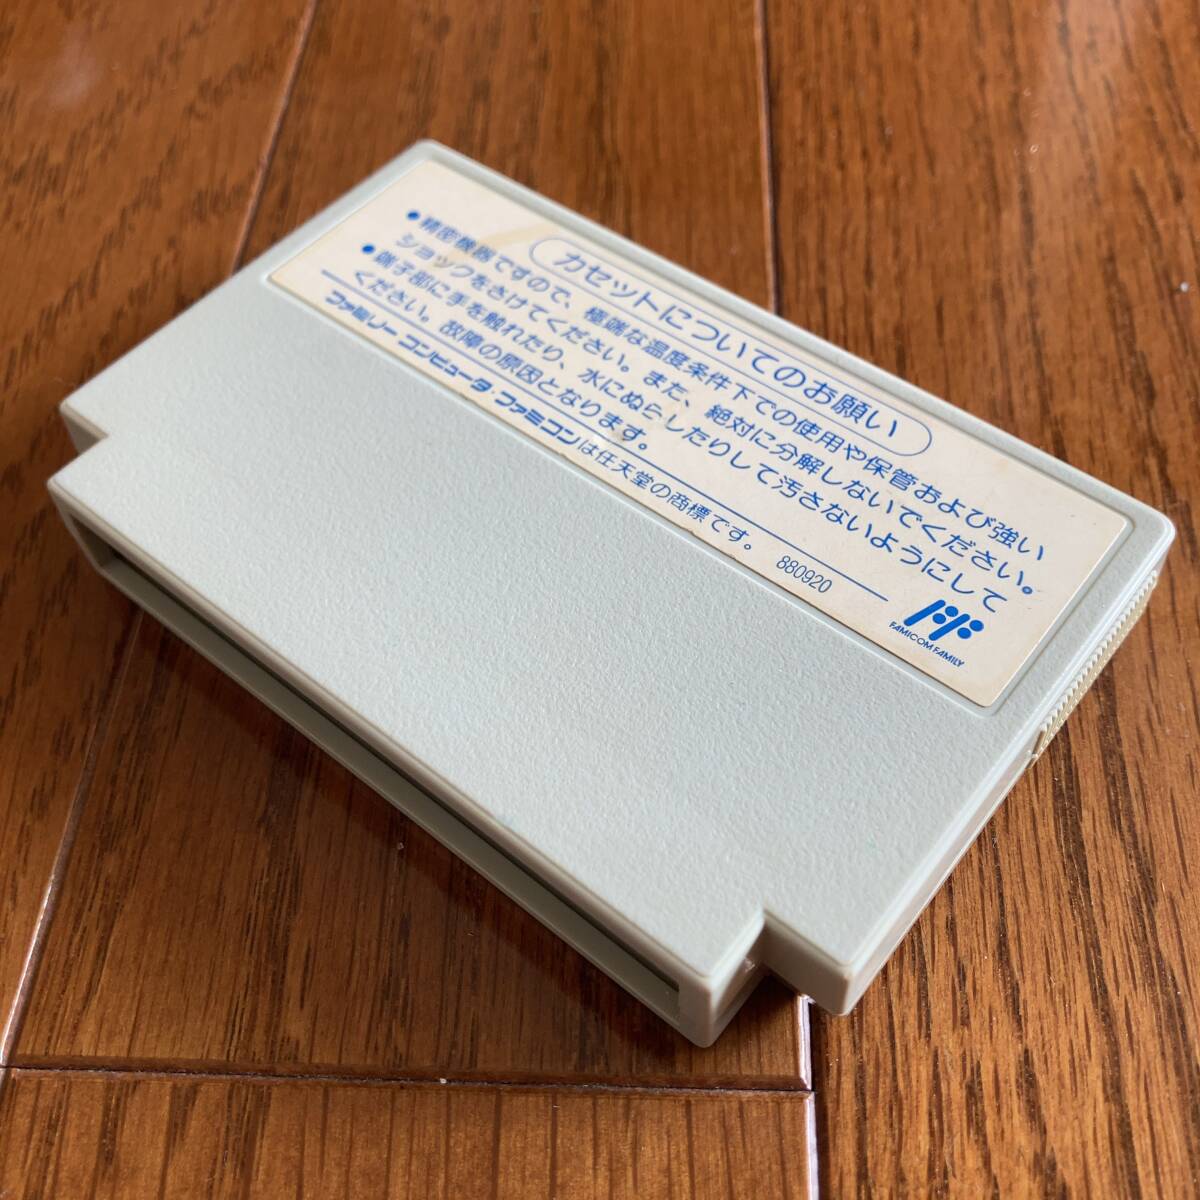 カセットについてのお願い
●精密機器ですので、極端な温度条件下での使用や保管および強い
ショックをさけてください。また、絶対に分解しないでください。
●端子部に手を触れたり、水にぬらしたりして汚さないようにして
ください。故障の原因となります。
ファミリーコンピュータ・ファミコンは任天堂の商標です。
880920
FAMICOM FAMILY